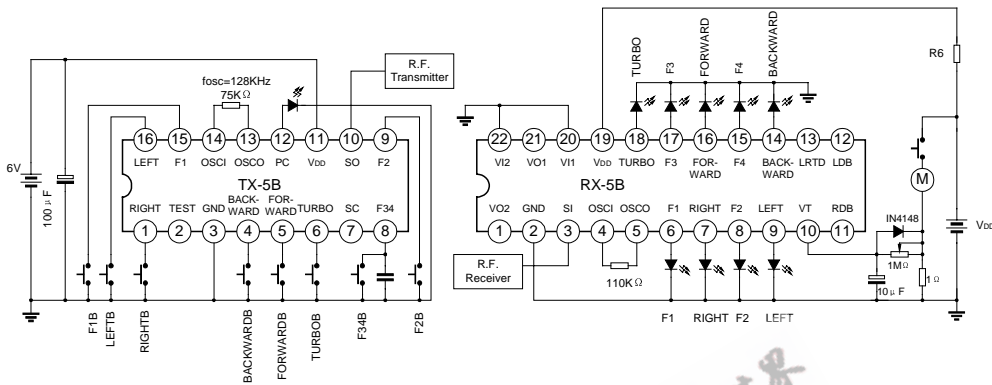 R.F.
Transmitter
fosc=128KHz
75KΩ
16 15 14 13 12 11 10 9
LEFT F1 OSCI OSCO PC VDD SO F2
TX-5B
RIGHT TEST GND BACK-WARD FOR-WARD TURBO SC F34
1 2 3 4 5 6 7 8
6V
100 μF
F1B
LEFTB
RIGHTB
BACKWARDB
FORWARDB
TURBOB
F34B
F2B
TURBO
F3
FORWARD
F4
BACKWARD
R6
22 21 20 19 18 17 16 15 14 13 12
VI2 VO1 VI1 VDD TURBO F3 FOR-WARD F4 BACK-WARD LRTD LDB
RX-5B
VO2 GND SI OSCI OSCO F1 RIGHT F2 LEFT VT RDB
1 2 3 4 5 6 7 8 9 10 11
R.F.
Receiver
110KΩ
F1 RIGHT F2 LEFT
M
IN4148
1MΩ
10 μF
1Ω
VDD